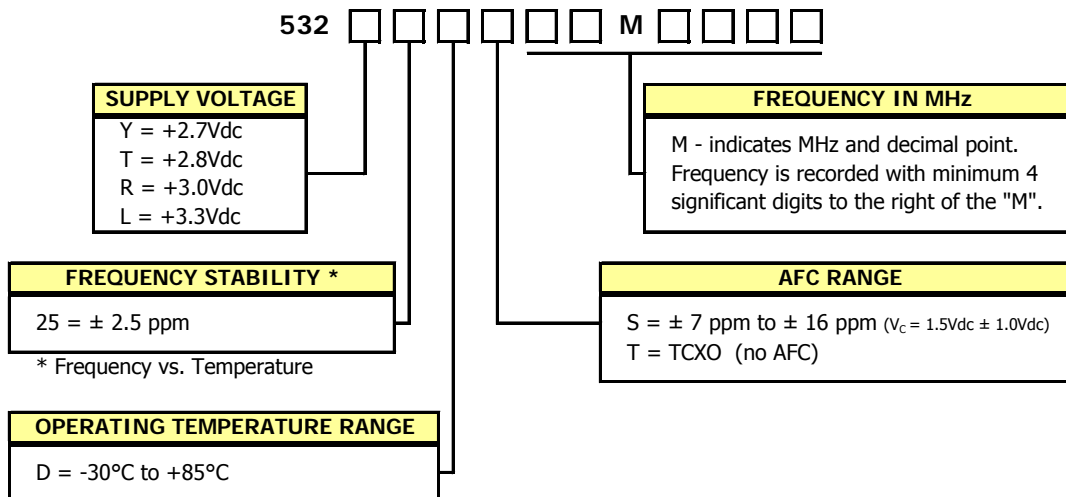 532 M
SUPPLY VOLTAGE
Y = +2.7Vdc
T = +2.8Vdc
R = +3.0Vdc
L = +3.3Vdc
FREQUENCY IN MHz
M - indicates MHz and decimal point.
Frequency is recorded with minimum 4
significant digits to the right of the "M".
FREQUENCY STABILITY *
25 = ± 2.5 ppm
* Frequency vs. Temperature
AFC RANGE
S = ± 7 ppm to ± 16 ppm (VC = 1.5Vdc ± 1.0Vdc)
T = TCXO (no AFC)
OPERATING TEMPERATURE RANGE
D = -30°C to +85°C